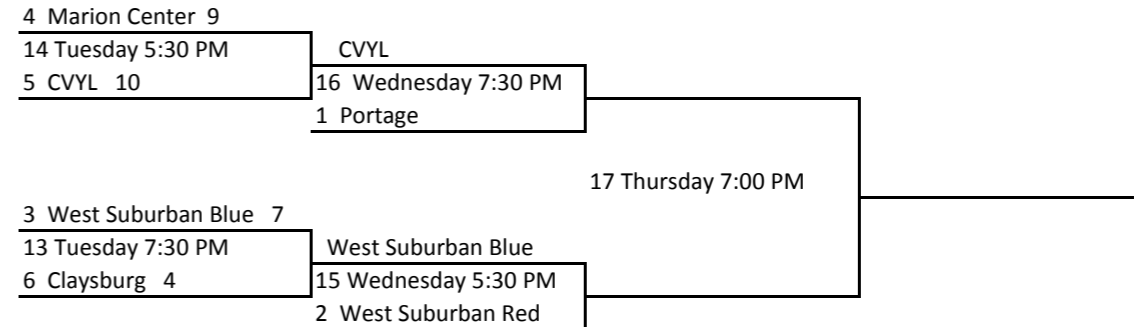 4 Marion Center 9
14 Tuesday 5:30 PM
CVYL
5 CVYL 10
16 Wednesday 7:30 PM
1 Portage
17 Thursday 7:00 PM
3 West Suburban Blue 7
13 Tuesday 7:30 PM
West Suburban Blue
6 Claysburg 4
15 Wednesday 5:30 PM
2 West Suburban Red